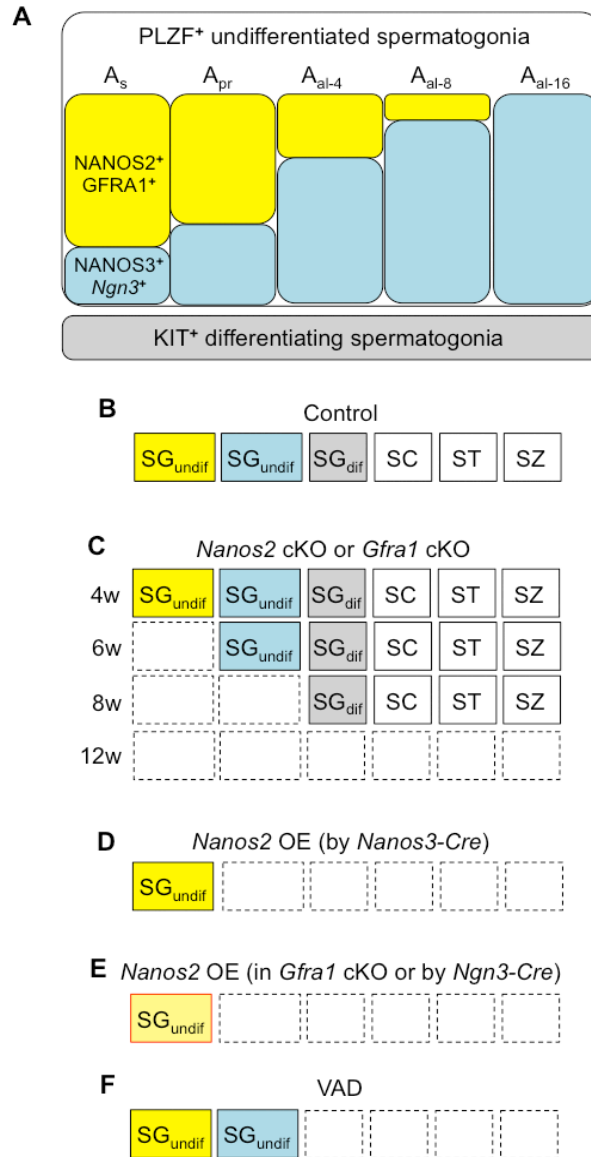 A
PLZF⁺ undifferentiated spermatogonia
Aₛ Aₚᵣ Aₐₗ₋₄ Aₐₗ₋₈ Aₐₗ₋₁₆
NANOS2⁺
GFRA1⁺
NANOS3⁺
Ngn3⁺
KIT⁺ differentiating spermatogonia
B
Control
SGundif SGundif SGdif SC ST SZ
C
Nanos2 cKO or Gfra1 cKO
4w SGundif SGundif SGdif SC ST SZ
6w SGundif SGdif SC ST SZ
8w SGdif SC ST SZ
12w
D Nanos2 OE (by Nanos3-Cre)
SGundif
E Nanos2 OE (in Gfra1 cKO or by Ngn3-Cre)
SGundif
F VAD
SGundif SGundif